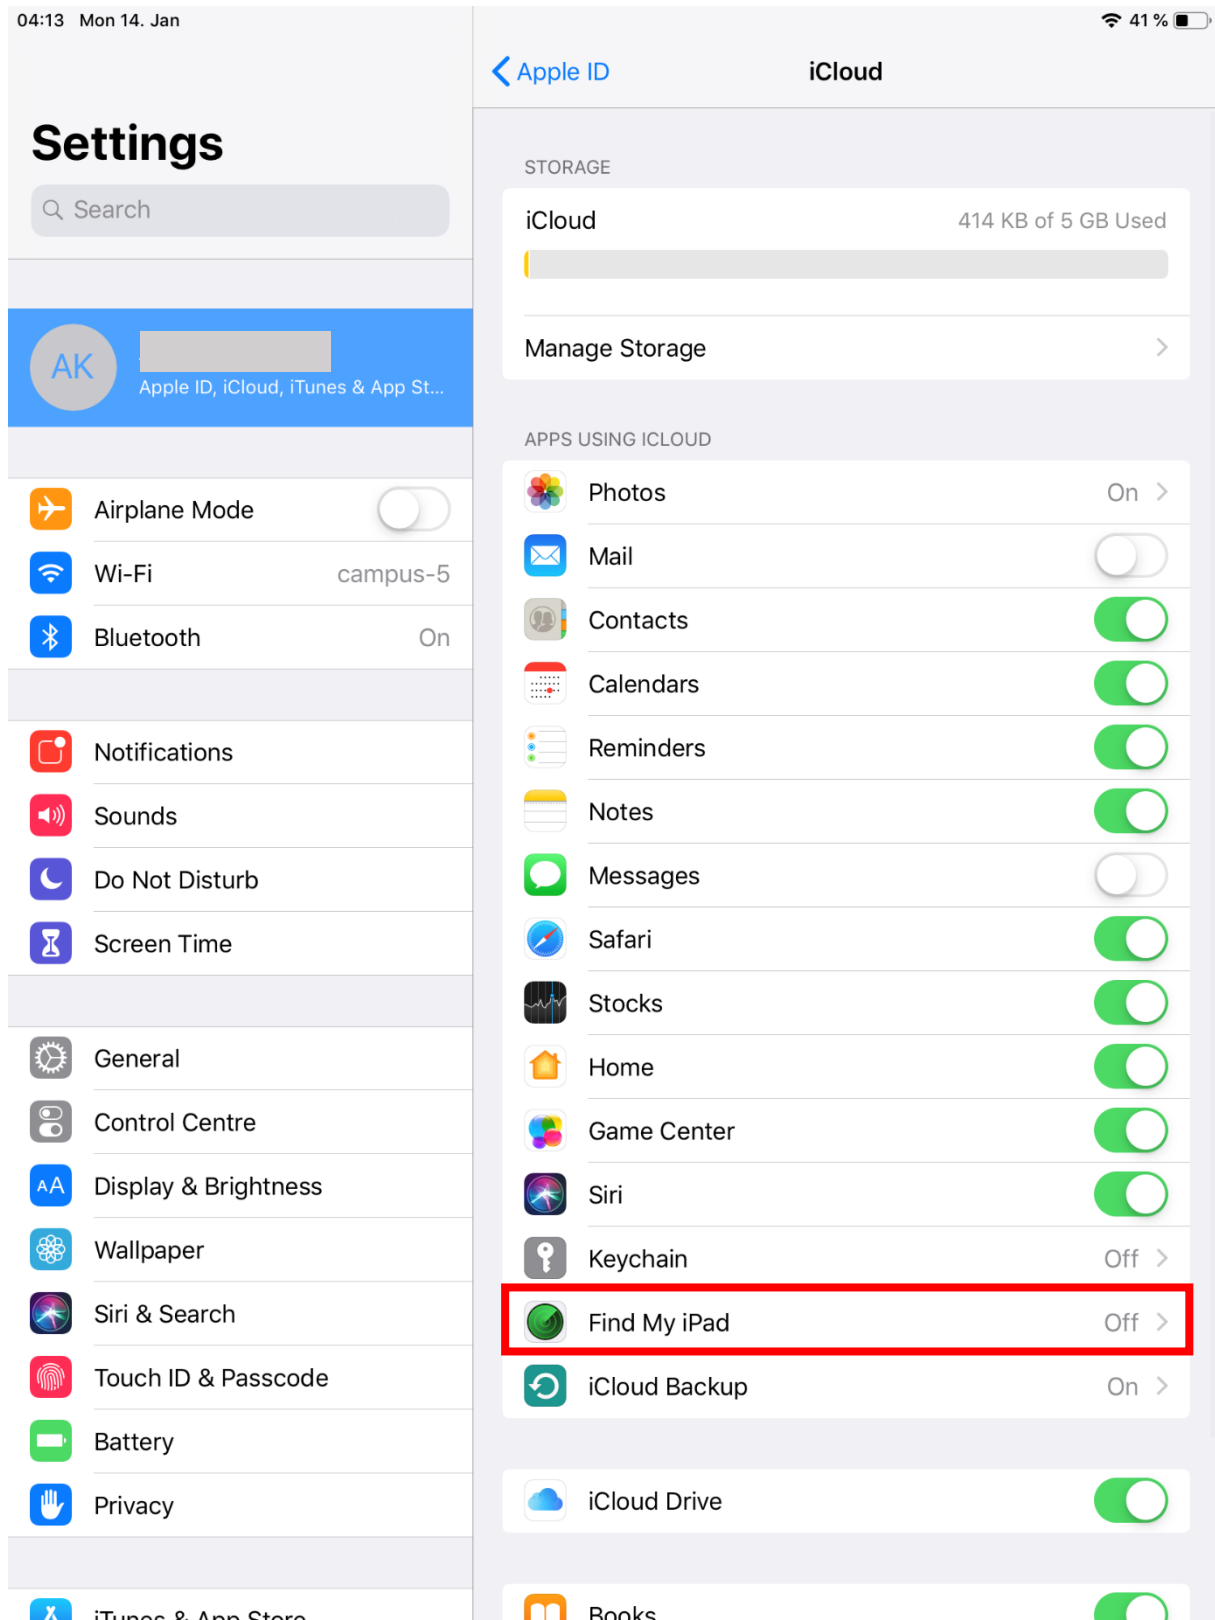 04:13 Mon 14. Jan
41 %
Settings
Search
AK
Apple ID, iCloud, iTunes & App St...
Airplane Mode
Wi-Fi campus-5
Bluetooth On
Notifications
Sounds
Do Not Disturb
Screen Time
General
Control Centre
AA Display & Brightness
Wallpaper
Siri & Search
Touch ID & Passcode
Battery
Privacy
iTunes & App Store
Apple ID
iCloud
STORAGE
iCloud 414 KB of 5 GB Used
Manage Storage
APPS USING ICLOUD
Photos On
Mail
Contacts
Calendars
Reminders
Notes
Messages
Safari
Stocks
Home
Game Center
Siri
Keychain Off
Find My iPad Off
iCloud Backup On
iCloud Drive
Books